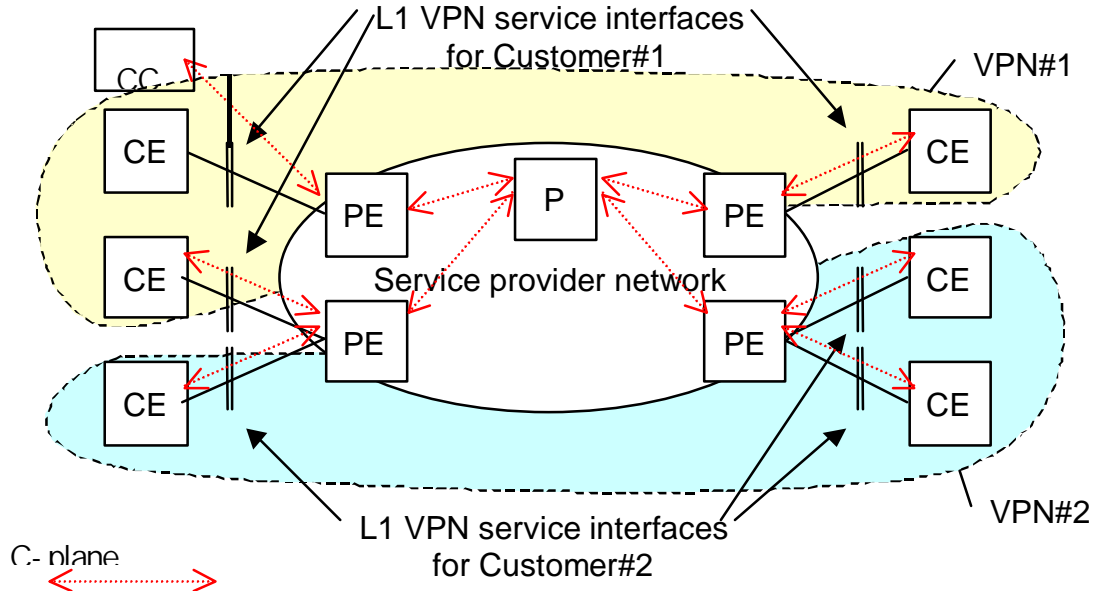 L1 VPN service interfaces
for Customer#1
VPN#1
CC
CE
CE
PE
P
PE
CE
CE
Service provider network
PE
PE
CE
CE
L1 VPN service interfaces
for Customer#2
VPN#2
C- plane